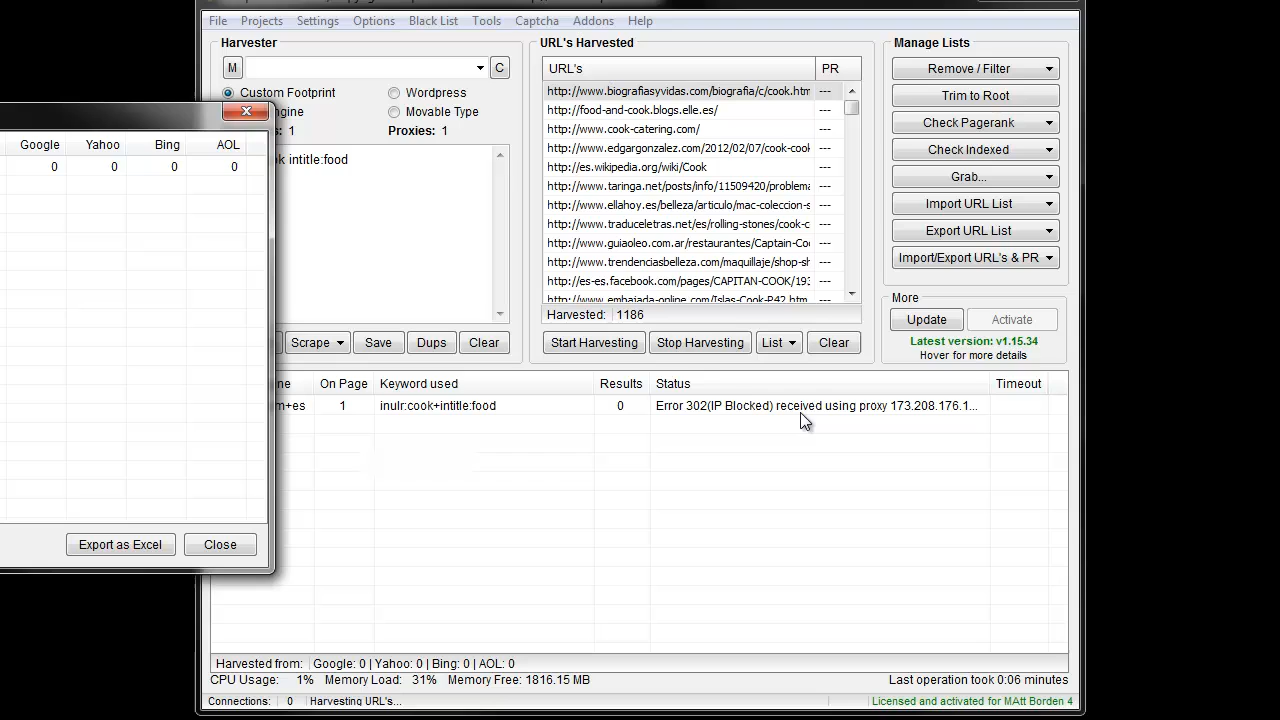 File Projects Settings Options Black List Tools Captcha Addons Help
Harvester
M
C
Custom Footprint
Wordpress
Movable Type
Proxies: 1
intitle:food
Scrape
Save
Dups
Clear
URL's Harvested
URL's PR
http://www.biografiasyvidas.com/biografia/c/cook.htm ---
http://food-and-cook.blogs.elle.es/ ---
http://www.cook-catering.com/ ---
http://www.edgargonzalez.com/2012/02/07/cook-cook ---
http://es.wikipedia.org/wiki/Cook ---
http://www.taringa.net/posts/info/11509420/problema ---
http://www.ellahoy.es/belleza/articulo/mac-coleccion-s ---
http://www.traduceletras.net/es/rolling-stones/cook-c ---
http://www.guiaoleo.com.ar/restaurantes/Captain-Co ---
http://www.trendenciasbelleza.com/maquillaje/shop-sh ---
http://es-es.facebook.com/pages/CAPITAN-COOK/193 ---
http://www.embajada-online.com/Islas-Cook-P42.htm ---
Harvested: 1186
Start Harvesting
Stop Harvesting
List
Clear
Manage Lists
Remove / Filter
Trim to Root
Check Pagerank
Check Indexed
Grab...
Import URL List
Export URL List
Import/Export URL's & PR
More
Update
Activate
Latest version: v1.15.34
Hover for more details
Google Yahoo Bing AOL
0 0 0 0
Export as Excel
Close
On Page Keyword used Results Status Timeout
1 inulr:cook+intitle:food 0 Error 302(IP Blocked) received using proxy 173.208.176.1...
Harvested from: Google: 0 | Yahoo: 0 | Bing: 0 | AOL: 0
CPU Usage: 1% Memory Load: 31% Memory Free: 1816.15 MB Last operation took 0:06 minutes
Connections: 0 Harvesting URL's... Licensed and activated for MAtt Borden 4